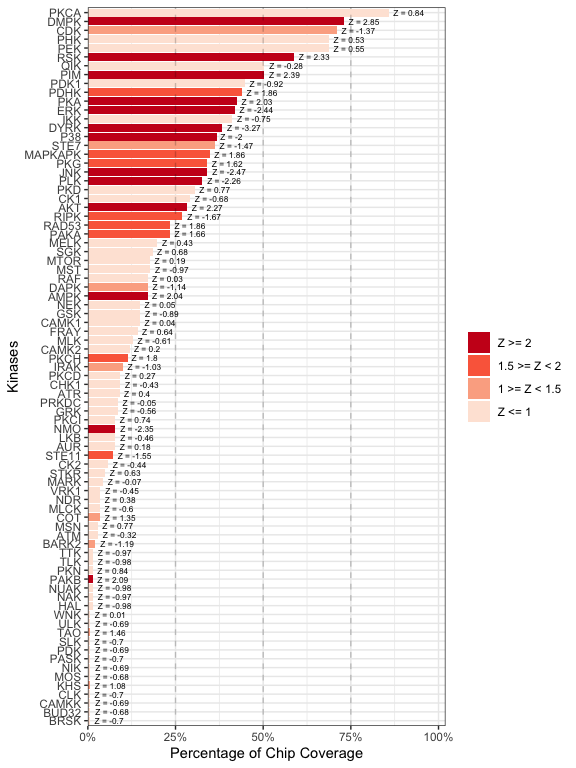 PKCA Z = 0.84
DMPK Z = 2.85
CDK Z = -1.37
PHK Z = 0.53
PEK Z = 0.55
RSK Z = 2.33
QIK Z = -0.28
PIM Z = 2.39
PDK1 Z = -0.92
PDHK Z = 1.86
PKA Z = 2.03
ERK Z = -2.44
IKK Z = -0.75
DYRK Z = -3.27
P38 Z = -2
STE7 Z = -1.47
MAPKAPK Z = 1.86
PKG Z = 1.62
JNK Z = -2.47
PLK Z = -2.26
PKD Z = 0.77
CK1 Z = -0.68
AKT Z = 2.27
RIPK Z = -1.67
RAD53 Z = 1.86
PAKA Z = 1.66
MELK Z = 0.43
SGK Z = 0.68
MTOR Z = 0.19
MST Z = -0.97
RAF Z = 0.03
DAPK Z = -1.14
AMPK Z = 2.04
NEK Z = 0.05
GSK Z = -0.89
CAMK1 Z = 0.04
FRAY Z = 0.64
MLK Z = -0.61
CAMK2 Z = 0.2
PKCH Z = 1.8
IRAK Z = -1.03
PKCD Z = 0.27
CHK1 Z = -0.43
ATR Z = 0.4
PRKDC Z = -0.05
GRK Z = -0.56
PKCI Z = 0.74
NMO Z = -2.35
LKB Z = -0.46
AUR Z = 0.18
STE11 Z = -1.55
CK2 Z = -0.44
STKR Z = 0.63
MARK Z = -0.07
VRK1 Z = -0.45
NDR Z = 0.38
MLCK Z = -0.6
COT Z = 1.35
MSN Z = 0.77
ATM Z = -0.32
BARK2 Z = -1.19
TTK Z = -0.97
TLK Z = -0.98
PKN Z = 0.84
PAKB Z = 2.09
NUAK Z = -0.98
NAK Z = -0.97
HAL Z = -0.98
WNK Z = 0.01
ULK Z = -0.69
TAO Z = 1.46
SLK Z = -0.7
PDK Z = -0.69
PASK Z = -0.7
NIK Z = -0.69
MOS Z = -0.68
KHS Z = 1.08
CLK Z = -0.7
CAMKK Z = -0.69
BUD32 Z = -0.68
BRSK Z = -0.7
0% 25% 50% 75% 100%
Percentage of Chip Coverage
Kinases
Z >= 2
1.5 >= Z < 2
1 >= Z < 1.5
Z <= 1